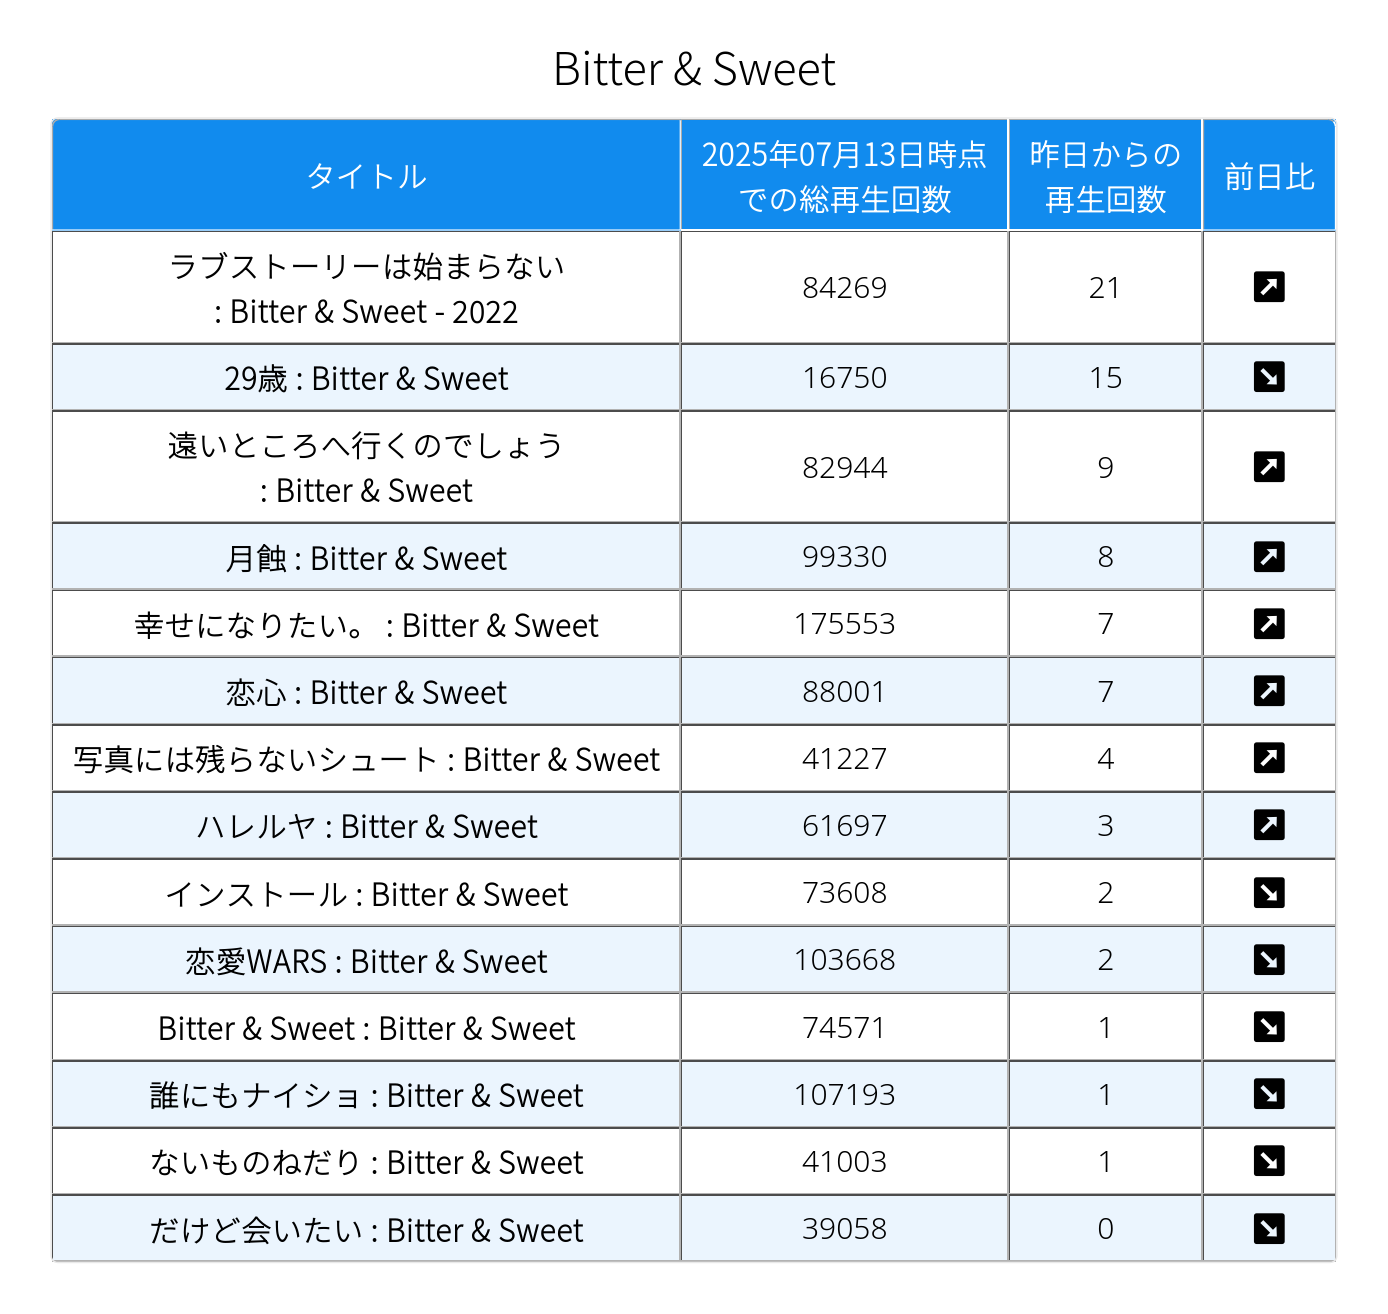 Bitter & Sweet
タイトル
2025年07月13日時点
での総再生回数
昨日からの
再生回数
前日比
ラブストーリーは始まらない
: Bitter & Sweet - 2022
84269
21
29歳 : Bitter & Sweet
16750
15
遠いところへ行くのでしょう
: Bitter & Sweet
82944
9
月蝕 : Bitter & Sweet
99330
8
幸せになりたい。 : Bitter & Sweet
175553
7
恋心 : Bitter & Sweet
88001
7
写真には残らないシュート : Bitter & Sweet
41227
4
ハレルヤ : Bitter & Sweet
61697
3
インストール : Bitter & Sweet
73608
2
恋愛WARS : Bitter & Sweet
103668
2
Bitter & Sweet : Bitter & Sweet
74571
1
誰にもナイショ : Bitter & Sweet
107193
1
ないものねだり : Bitter & Sweet
41003
1
だけど会いたい : Bitter & Sweet
39058
0